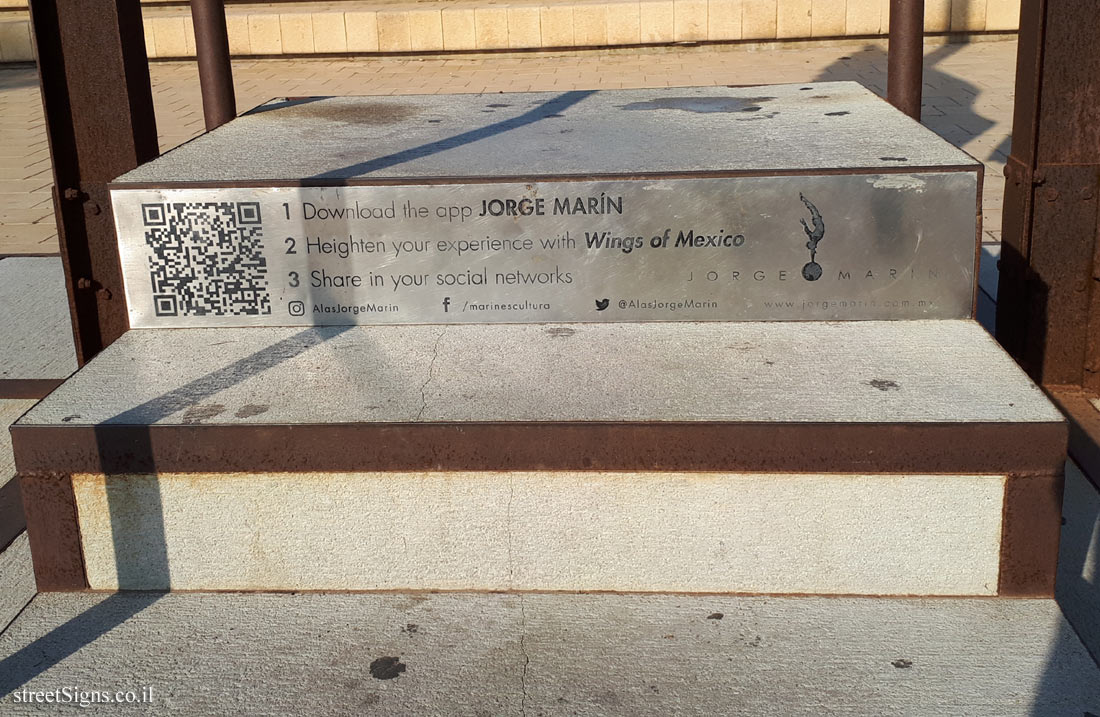 1 Download the app JORGE MARÍN
2 Heighten your experience with Wings of Mexico
3 Share in your social networks
AlasJorgeMarin f /marinescultura @AlasJorgeMarin
JORGE MARÍN
www.jorgemarin.com.mx
streetSigns.co.il